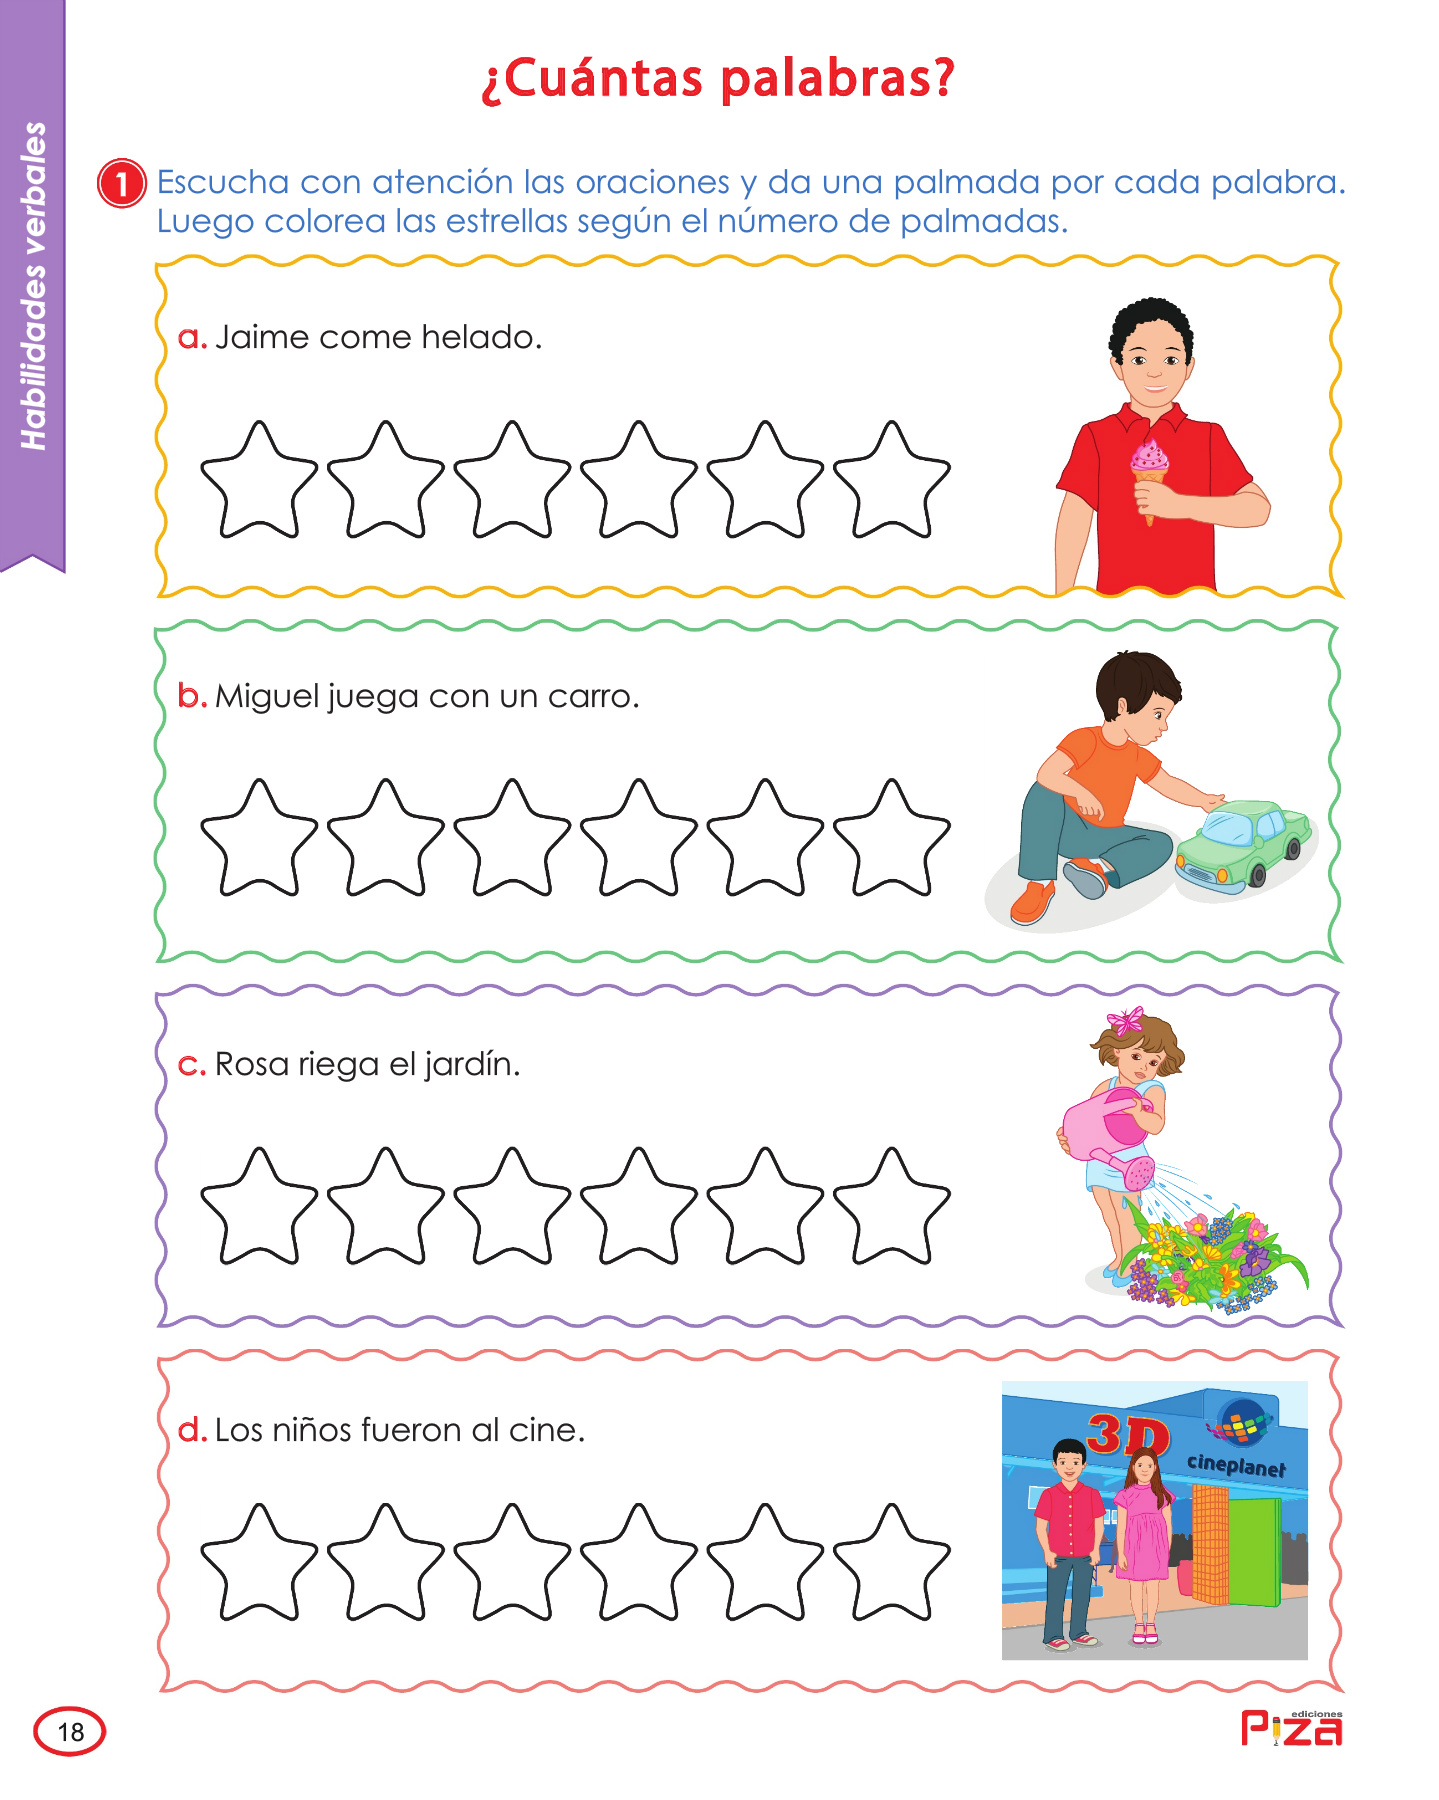 Habilidades verbales
¿Cuántas palabras?
1 Escucha con atención las oraciones y da una palmada por cada palabra.
Luego colorea las estrellas según el número de palmadas.
a. Jaime come helado.
b. Miguel juega con un carro.
c. Rosa riega el jardín.
d. Los niños fueron al cine.
3D
cineplanet
18
ediciones
Piza